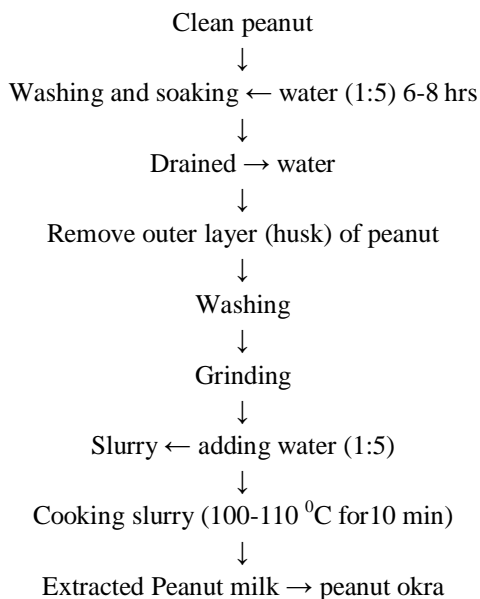 Clean peanut
↓
Washing and soaking ← water (1:5) 6-8 hrs
↓
Drained → water
↓
Remove outer layer (husk) of peanut
↓
Washing
↓
Grinding
↓
Slurry ← adding water (1:5)
↓
Cooking slurry (100-110 ⁰C for10 min)
↓
Extracted Peanut milk → peanut okra